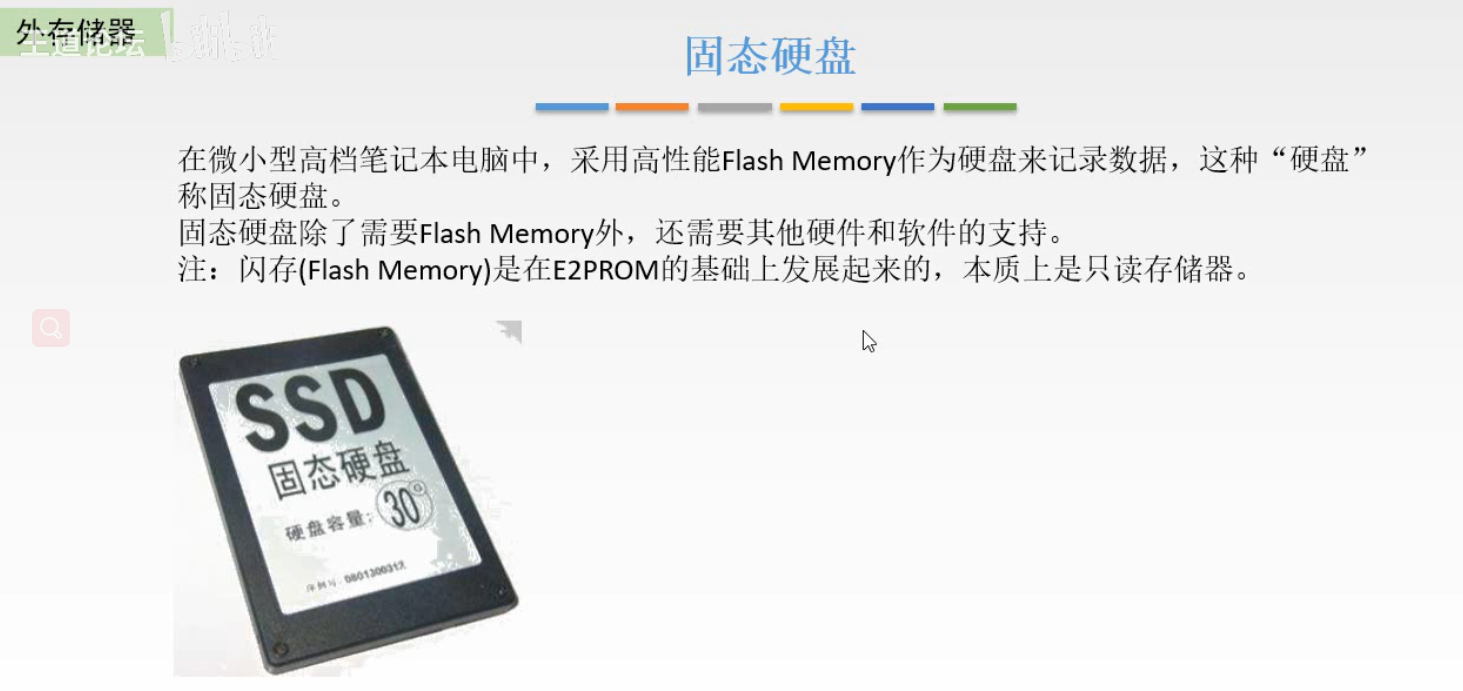 外存储器
王道论坛 bilibili
固态硬盘
在微小型高档笔记本电脑中，采用高性能Flash Memory作为硬盘来记录数据，这种“硬盘”
称固态硬盘。
固态硬盘除了需要Flash Memory外，还需要其他硬件和软件的支持。
注：闪存(Flash Memory)是在E2PROM的基础上发展起来的，本质上是只读存储器。
SSD
固态硬盘
硬盘容量: 30G